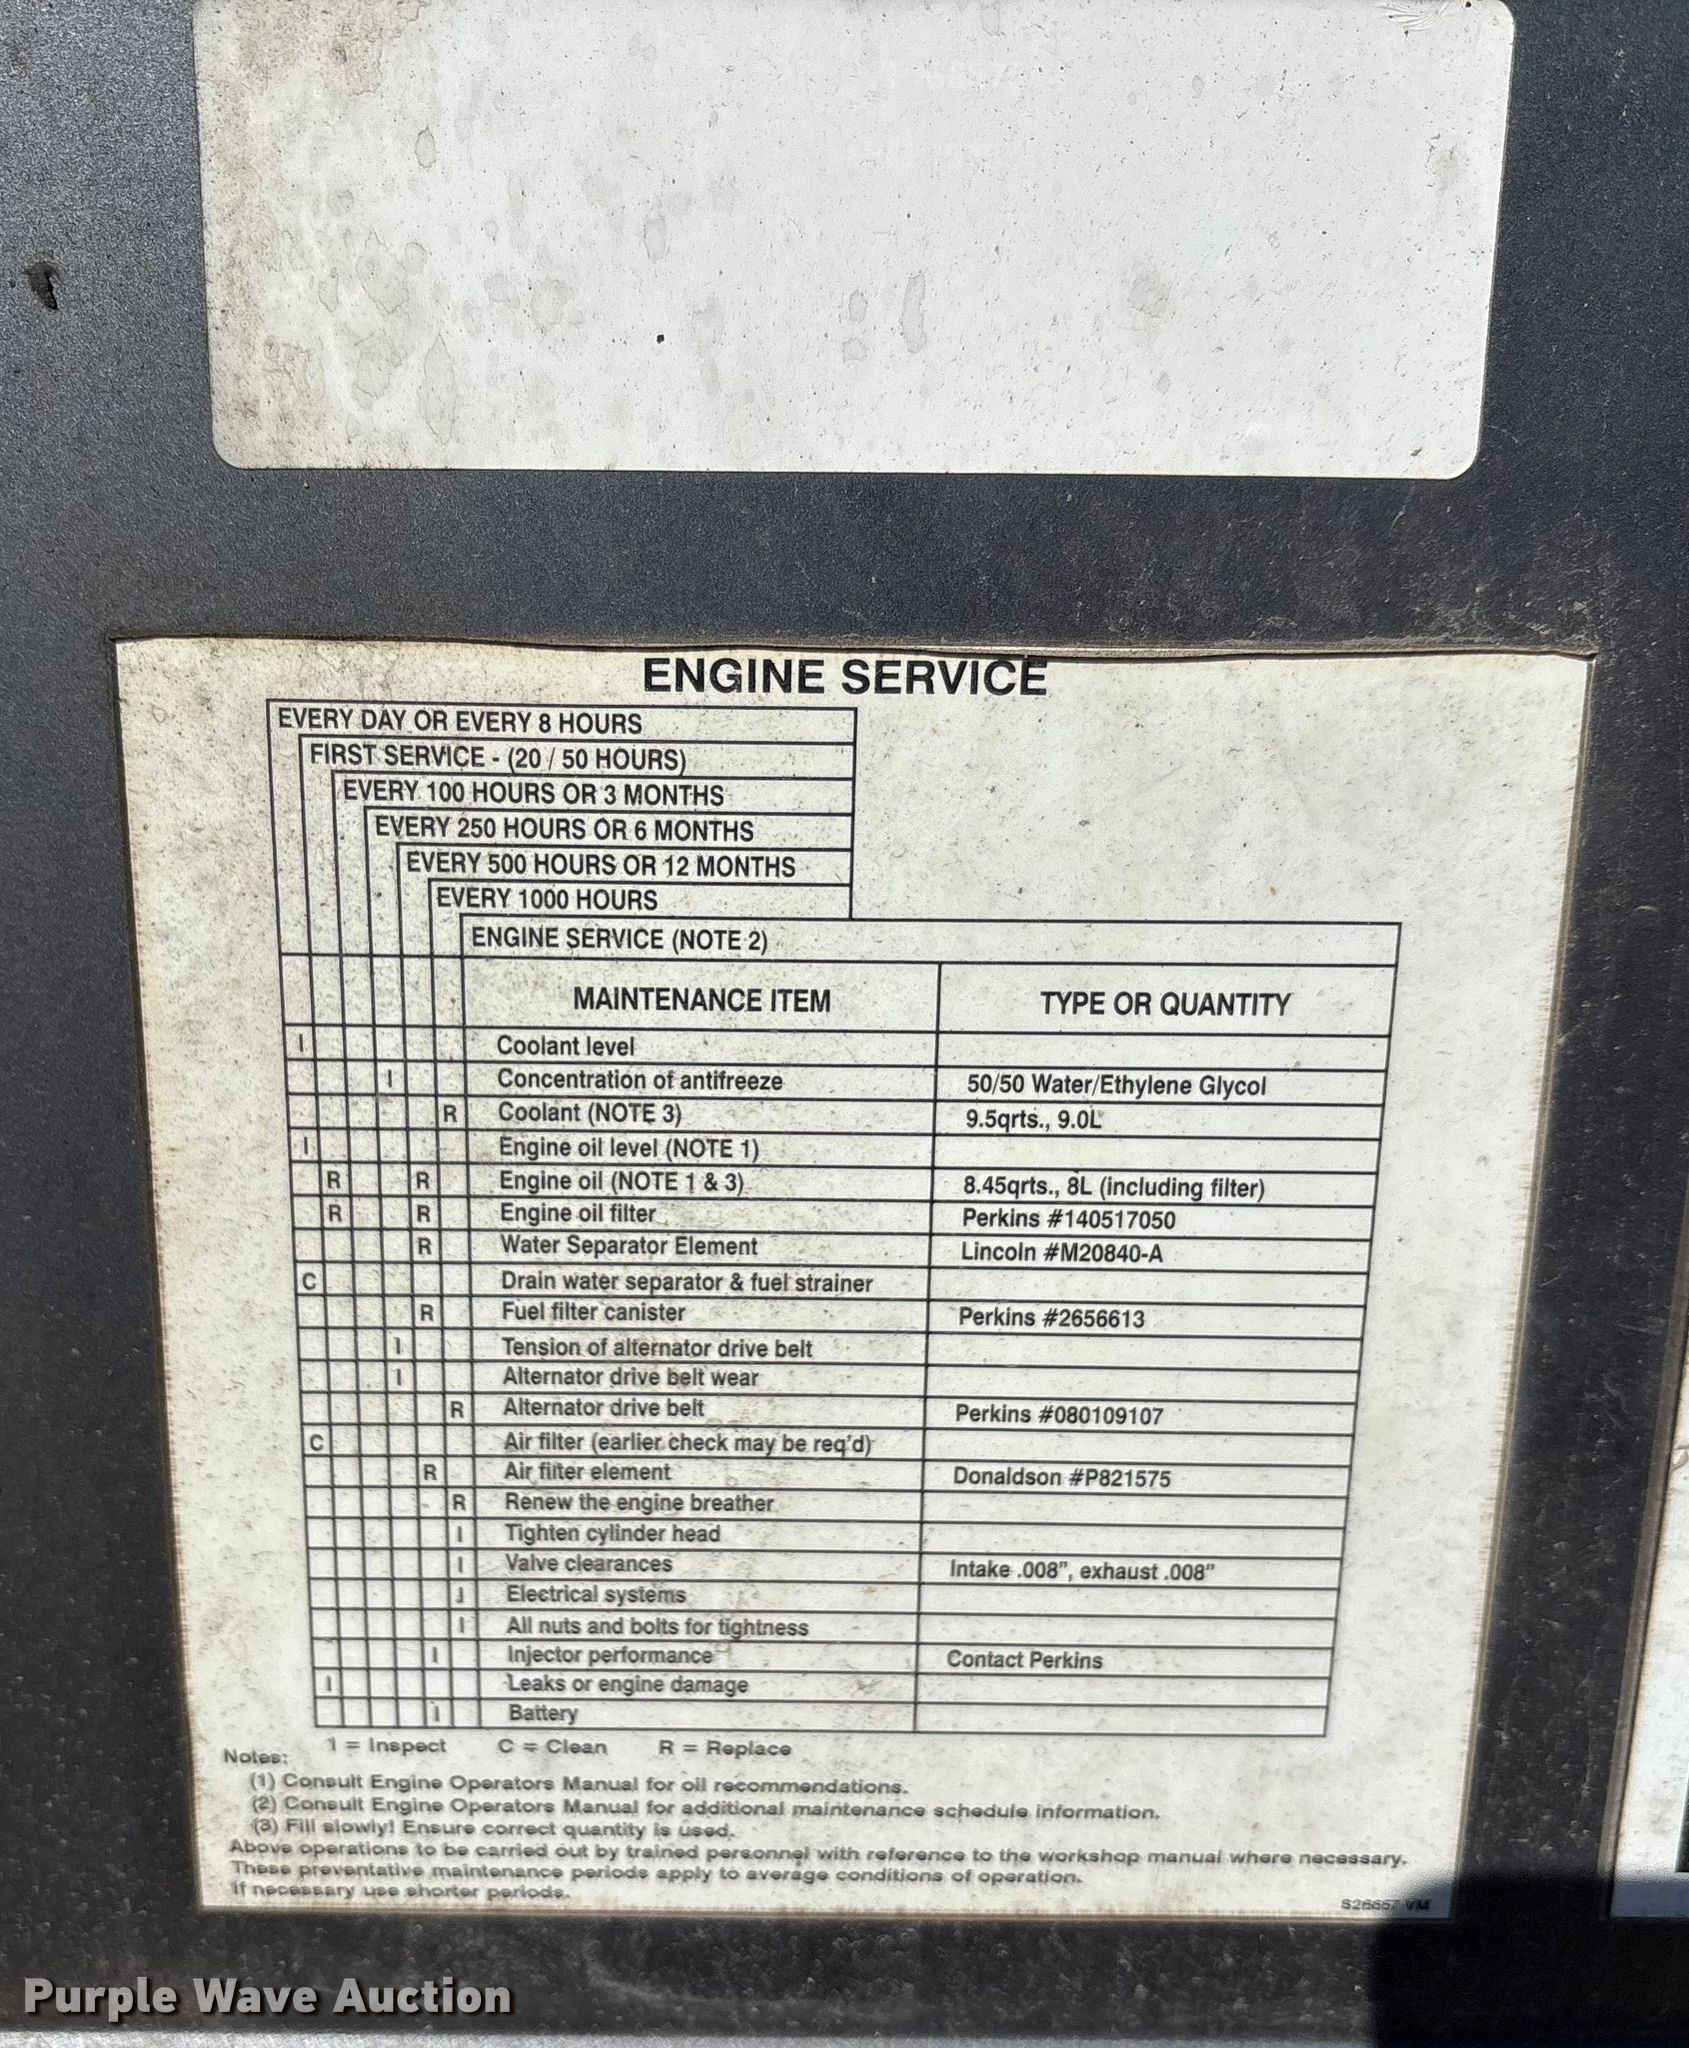 ENGINE SERVICE
EVERY DAY OR EVERY 8 HOURS
FIRST SERVICE - (20 / 50 HOURS)
EVERY 100 HOURS OR 3 MONTHS
EVERY 250 HOURS OR 6 MONTHS
EVERY 500 HOURS OR 12 MONTHS
EVERY 1000 HOURS
ENGINE SERVICE (NOTE 2)
MAINTENANCE ITEM TYPE OR QUANTITY
I Coolant level
I Concentration of antifreeze 50/50 Water/Ethylene Glycol
R Coolant (NOTE 3) 9.5qrts., 9.0L
I Engine oil level (NOTE 1)
R R Engine oil (NOTE 1 & 3) 8.45qrts., 8L (including filter)
R R Engine oil filter Perkins #140517050
R Water Separator Element Lincoln #M20840-A
C Drain water separator & fuel strainer
R Fuel filter canister Perkins #2656613
I Tension of alternator drive belt
I Alternator drive belt wear
R Alternator drive belt Perkins #080109107
C Air filter (earlier check may be req'd)
R Air filter element Donaldson #P821575
R Renew the engine breather
I Tighten cylinder head
I Valve clearances Intake .008", exhaust .008"
I Electrical systems
I All nuts and bolts for tightness
I Injector performance Contact Perkins
I Leaks or engine damage
I Battery
1 = Inspect C = Clean R = Replace
Notes:
(1) Consult Engine Operators Manual for oil recommendations.
(2) Consult Engine Operators Manual for additional maintenance schedule information.
(3) Fill slowly! Ensure correct quantity is used.
Above operations to be carried out by trained personnel with reference to the workshop manual where necessary.
These preventative maintenance periods apply to average conditions of operation.
If necessary use shorter periods.
S26657 VM
Purple Wave Auction